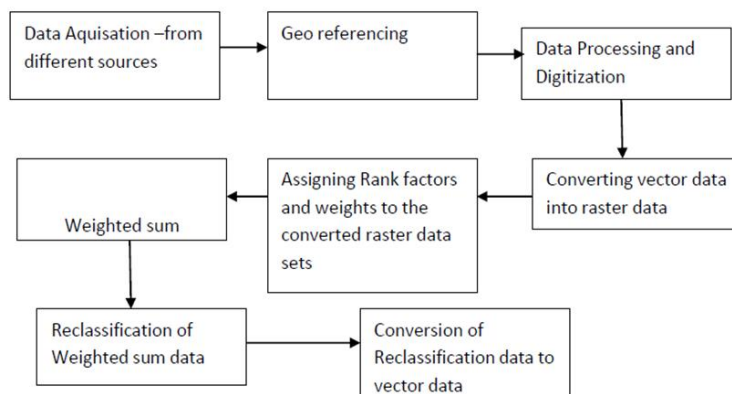 Data Aquisation –from
different sources
Geo referencing
Data Processing and
Digitization
Converting vector data
into raster data
Assigning Rank factors
and weights to the
converted raster data
sets
Weighted sum
Reclassification of
Weighted sum data
Conversion of
Reclassification data to
vector data